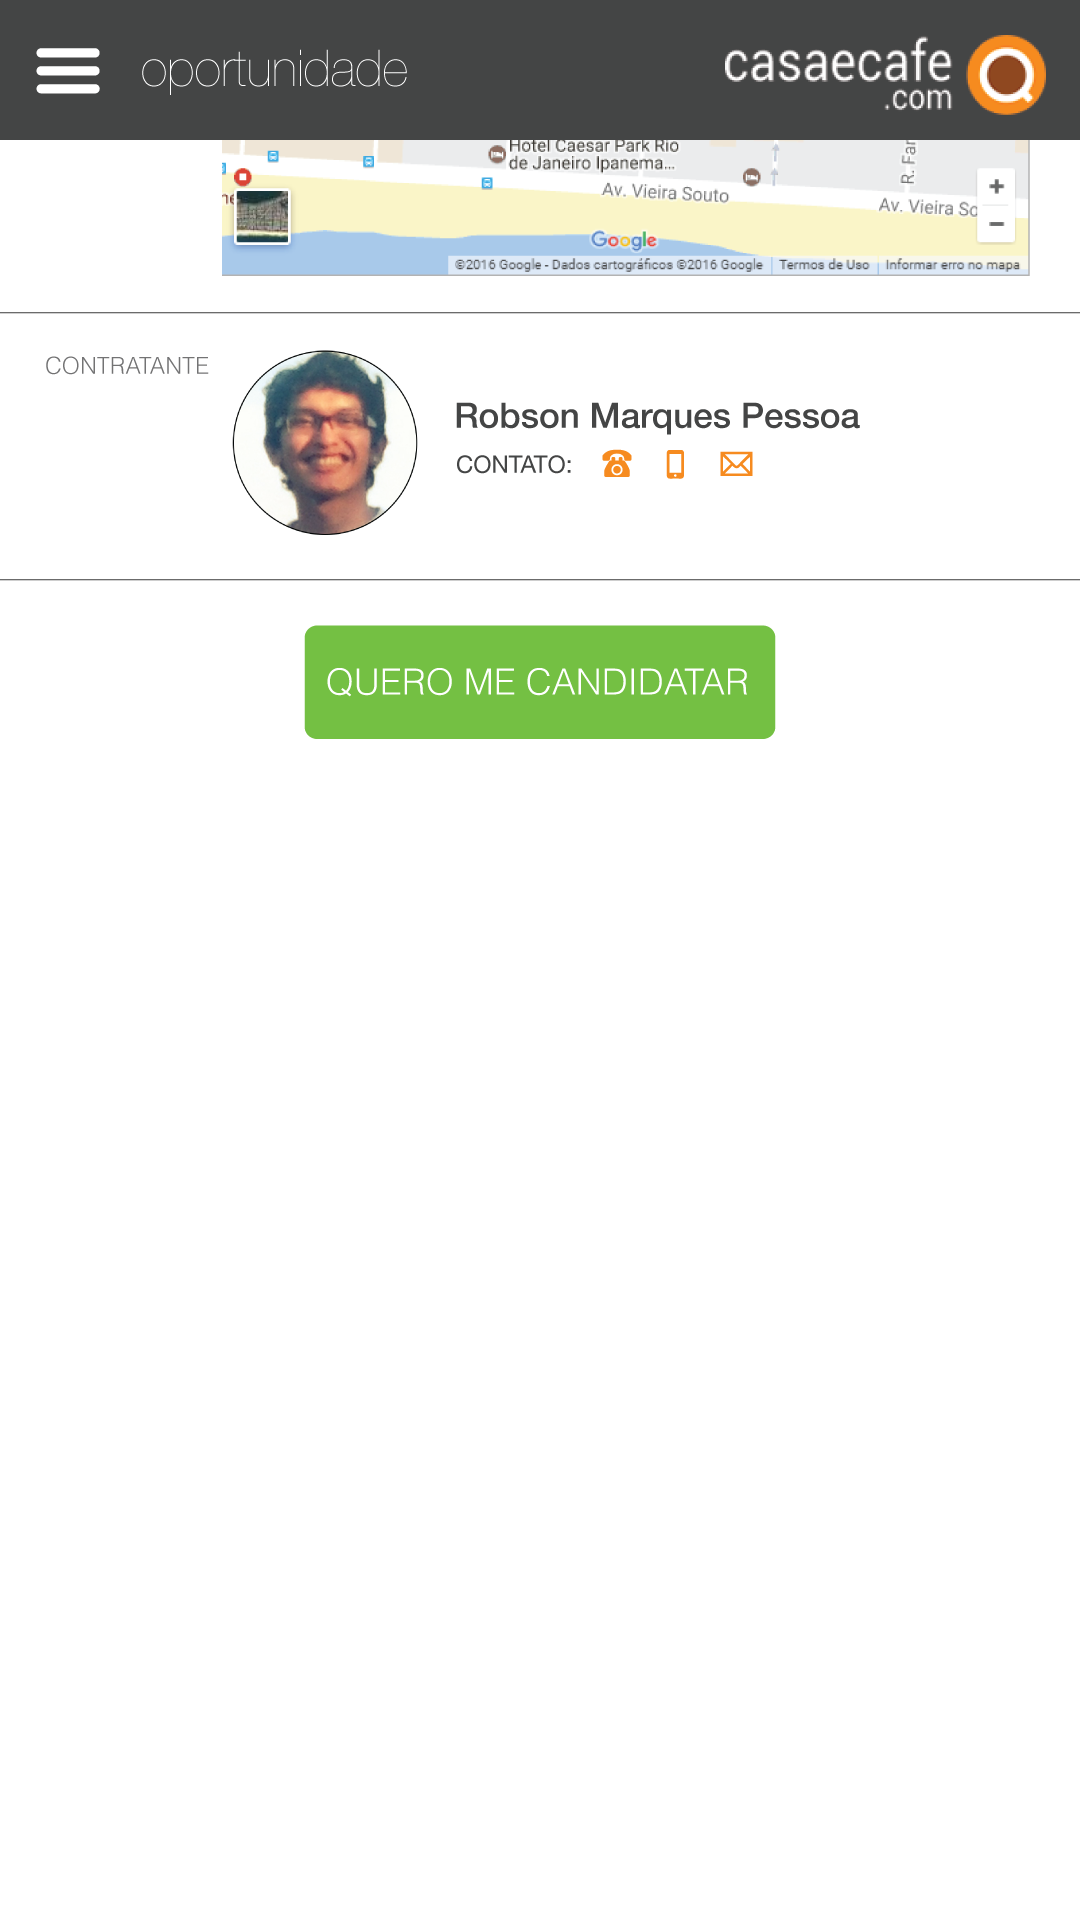 oportunidade
casaecafe
.com
Hotel Caesar Park Rio
de Janeiro Ipanema...
R. Far
Av. Vieira Souto
Av. Vieira So
Google
©2016 Google - Dados cartográficos ©2016 Google
Termos de Uso
Informar erro no mapa
CONTRATANTE
Robson Marques Pessoa
CONTATO:
QUERO ME CANDIDATAR